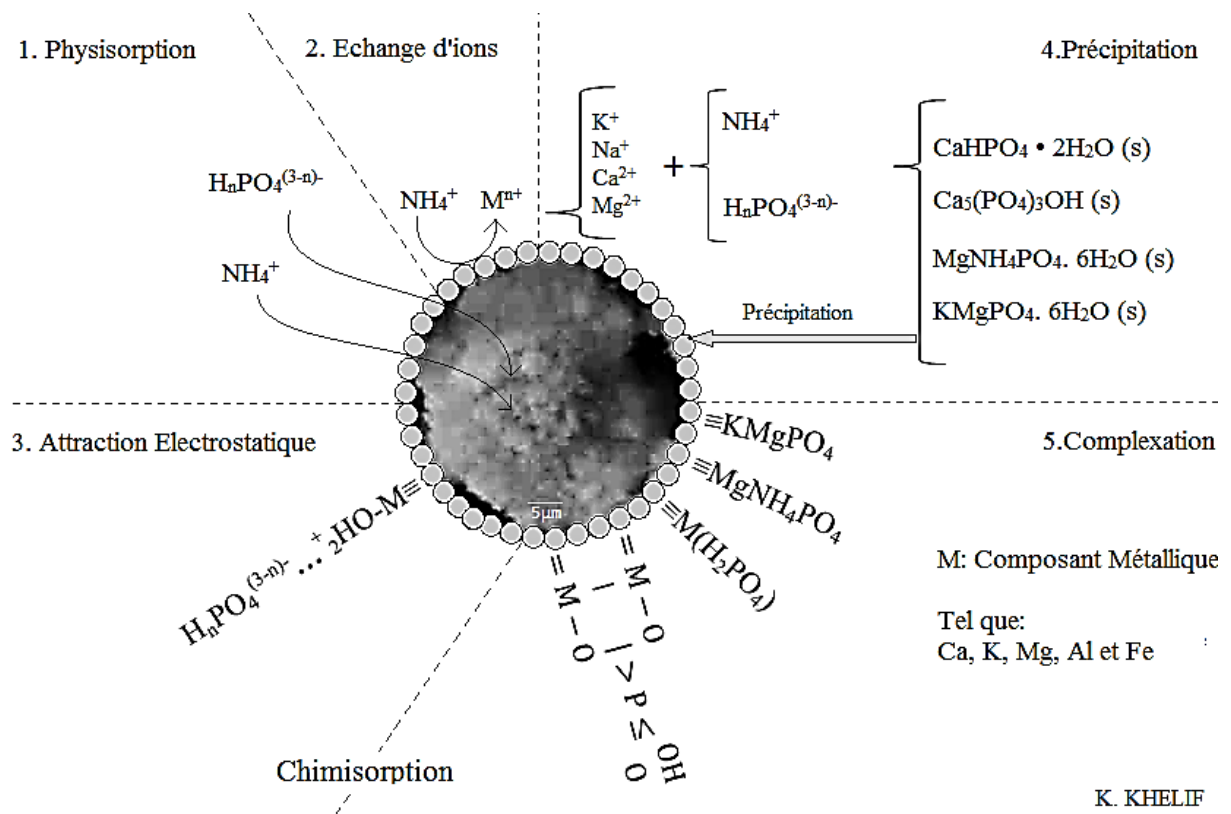 1. Physisorption
2. Echange d'ions
4.Précipitation
K⁺
Na⁺
Ca²⁺
Mg²⁺
+
NH₄⁺
HₙPO₄⁽³⁻ⁿ⁾⁻
CaHPO₄ • 2H₂O (s)
Ca₅(PO₄)₃OH (s)
MgNH₄PO₄. 6H₂O (s)
KMgPO₄. 6H₂O (s)
HₙPO₄⁽³⁻ⁿ⁾⁻
NH₄⁺
Mⁿ⁺
NH₄⁺
Précipitation
3. Attraction Electrostatique
5.Complexation
≡KMgPO₄
≡MgNH₄PO₄
≡M(H₂PO₄)
5µm
HₙPO₄⁽³⁻ⁿ⁾⁻ ... ⁺₂HO-M≡
= M – O
= M – O
> P ≤ OH
O
M: Composant Métallique
Tel que:
Ca, K, Mg, Al et Fe :
Chimisorption
K. KHELIF